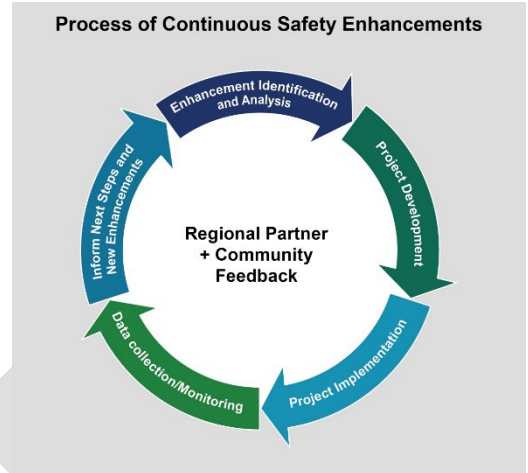 Process of Continuous Safety Enhancements
Enhancement Identification
and Analysis
Project Development
Project Implementation
Data collection/Monitoring
Inform Next Steps and
New Enhancements
Regional Partner
+ Community
Feedback